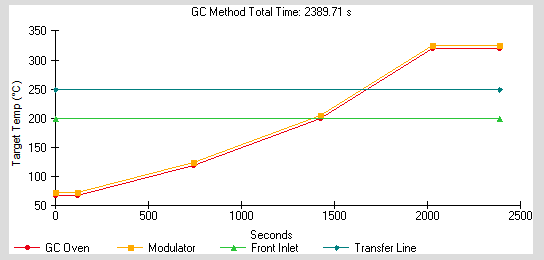 GC Method Total Time: 2389.71 s
350
300
250
200
150
100
50
Target Temp (°C)
0
500
1000
1500
2000
2500
Seconds
GC Oven
Modulator
Front Inlet
Transfer Line